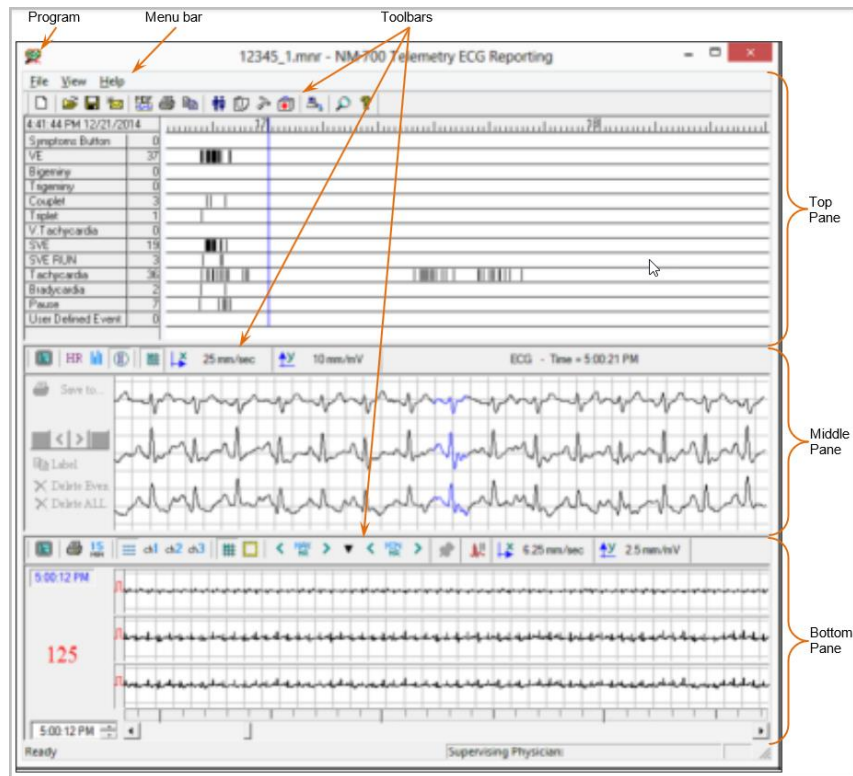 Program Menu bar Toolbars
12345_1.mnr - NM-700 Telemetry ECG Reporting
File View Help
4:41:44 PM 12/21/2014 17 18
Symptoms Button 0
VE 37
Bigeminy 0
Trigeminy 0
Couplet 3
Triplet 1
V.Tachycardia 0
SVE 19
SVE RUN 3
Tachycardia 36
Bradycardia 2
Pause 7
User Defined Event 0
Top
Pane
HR 25 mm/sec 10 mm/mV ECG - Time = 5:00:21 PM
Save to...
Label
Delete Even
Delete ALL
Middle
Pane
15 MIN ch1 ch2 ch3 6.25 mm/sec 2.5 mm/mV
5:00:12 PM
125
Bottom
Pane
5:00:12 PM
Ready Supervising Physician: